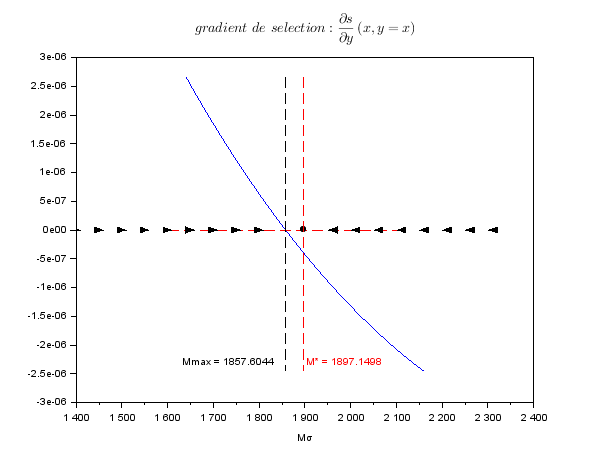 gradient de selection : ∂s/∂y (x, y = x)
3e-06
2.5e-06
2e-06
1.5e-06
1e-06
5e-07
0e00
-5e-07
-1e-06
-1.5e-06
-2e-06
-2.5e-06
-3e-06
Mmax = 1857.6044 M* = 1897.1498
1 400 1 500 1 600 1 700 1 800 1 900 2 000 2 100 2 200 2 300 2 400
Mσ